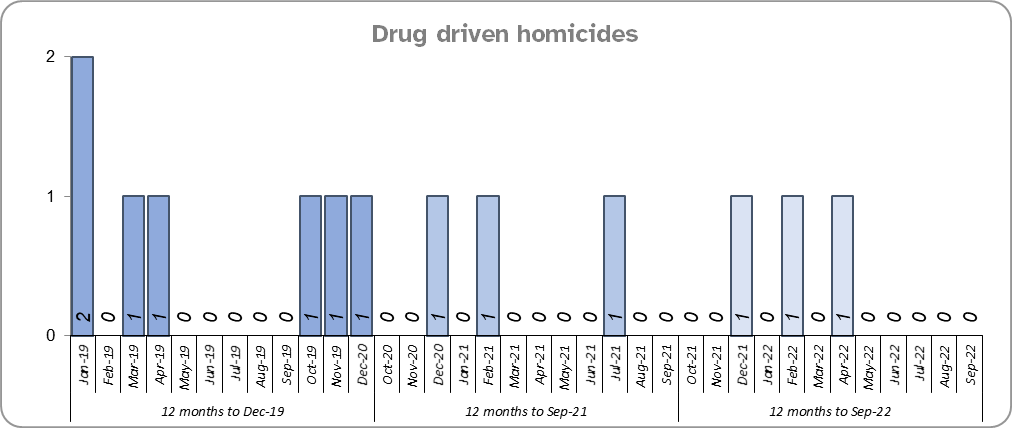 Drug driven homicides
2
1
0
2 0 1 1 0 0 0 0 0 1 1 1 0 0 1 0 1 0 0 0 0 1 0 0 0 0 1 0 1 0 1 0 0 0 0 0
Jan-19 Feb-19 Mar-19 Apr-19 May-19 Jun-19 Jul-19 Aug-19 Sep-19 Oct-19 Nov-19 Dec-20 Oct-20 Nov-20 Dec-20 Jan-21 Feb-21 Mar-21 Apr-21 May-21 Jun-21 Jul-21 Aug-21 Sep-21 Oct-21 Nov-21 Dec-21 Jan-22 Feb-22 Mar-22 Apr-22 May-22 Jun-22 Jul-22 Aug-22 Sep-22
12 months to Dec-19 12 months to Sep-21 12 months to Sep-22